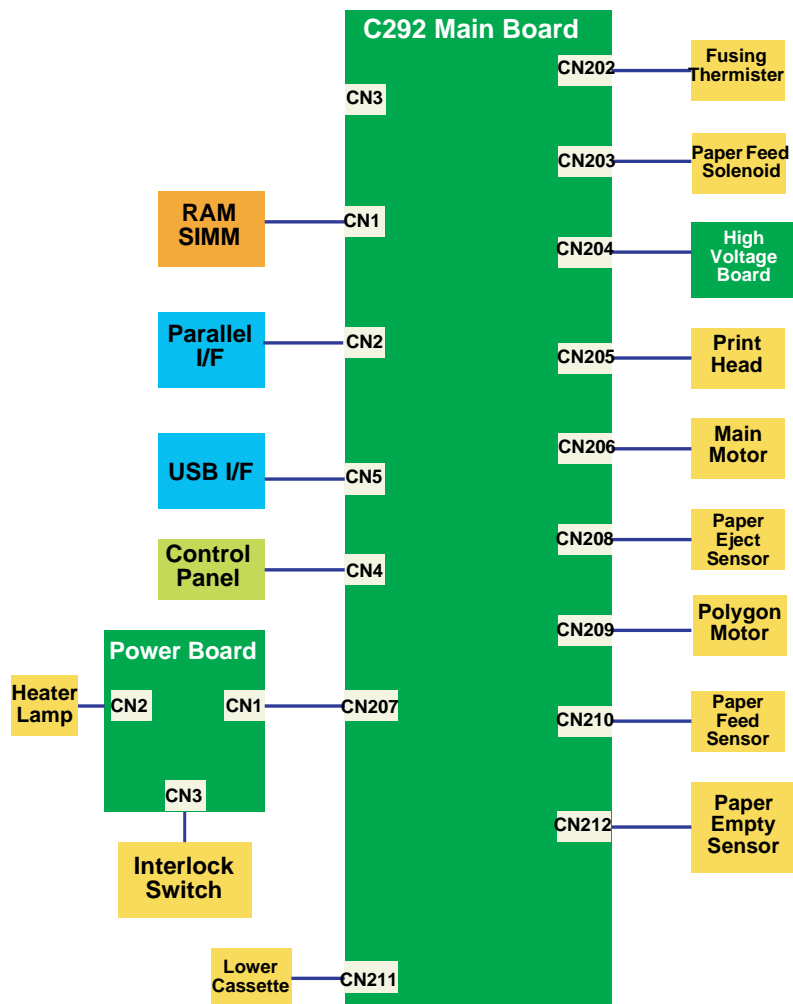 C292 Main Board
CN202
Fusing
Thermister
CN3
CN203
Paper Feed
Solenoid
RAM
SIMM
CN1
CN204
High
Voltage
Board
Parallel
I/F
CN2
CN205
Print
Head
CN206
Main
Motor
USB I/F
CN5
CN208
Paper
Eject
Sensor
Control
Panel
CN4
CN209
Polygon
Motor
Power Board
Heater
Lamp
CN2
CN1
CN207
CN210
Paper
Feed
Sensor
CN3
CN212
Paper
Empty
Sensor
Interlock
Switch
Lower
Cassette
CN211